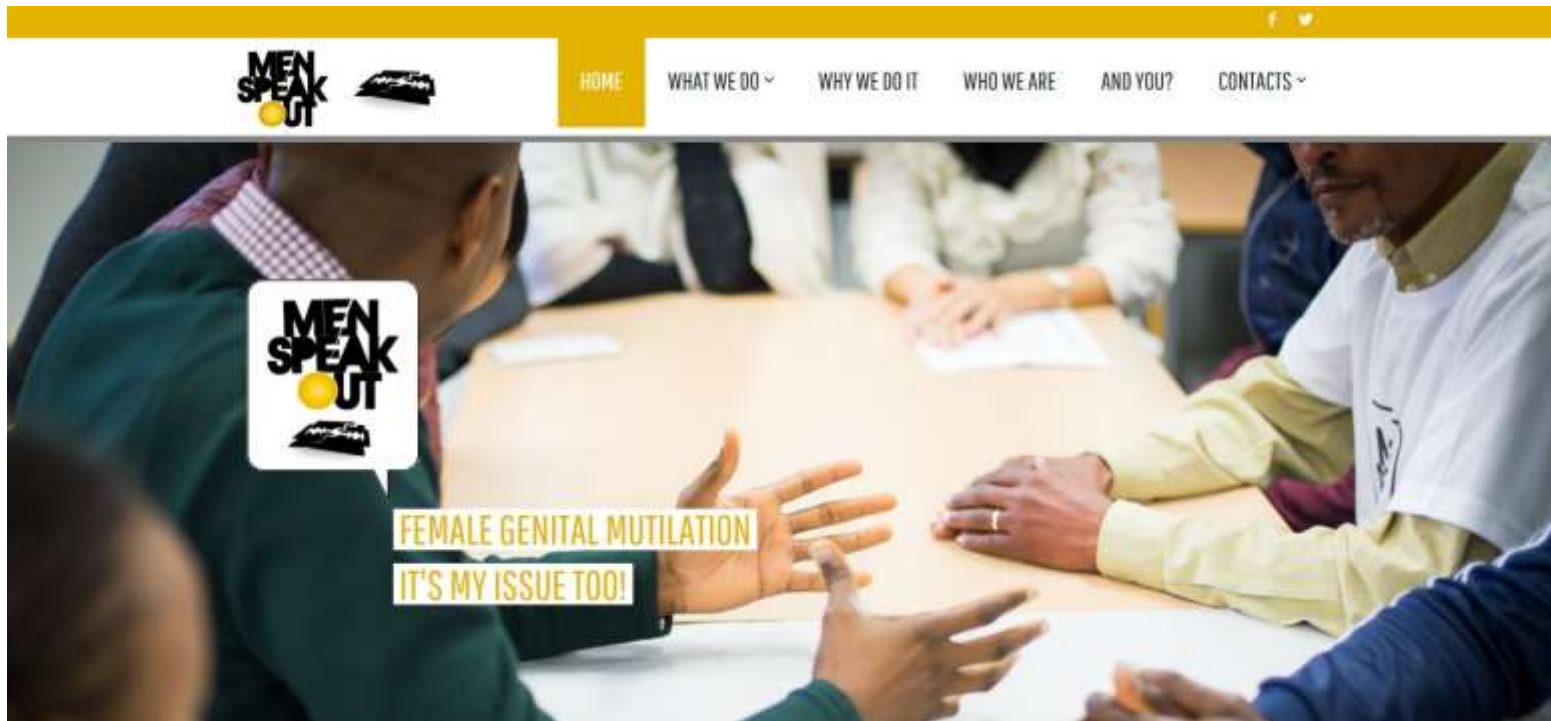 MEN
SPEAK
OUT
HOME
WHAT WE DO
WHY WE DO IT
WHO WE ARE
AND YOU?
CONTACTS
MEN
SPEAK
OUT
FEMALE GENITAL MUTILATION
IT'S MY ISSUE TOO!